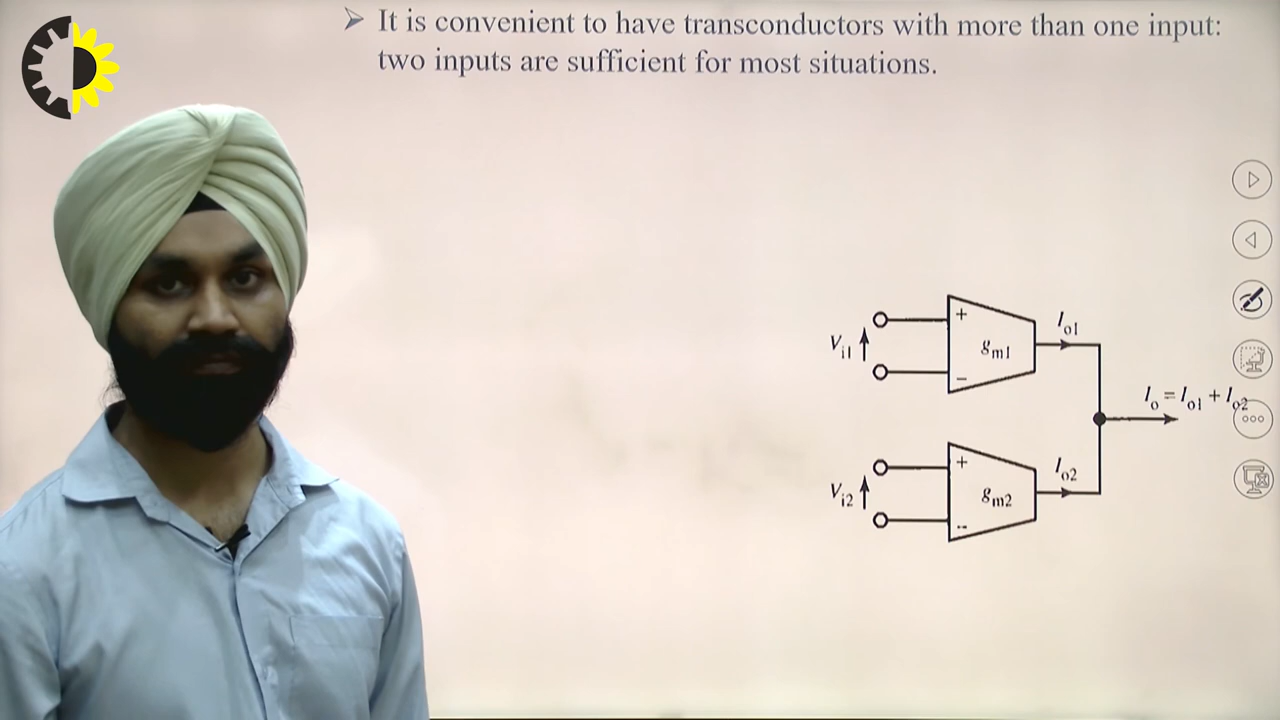 It is convenient to have transconductors with more than one input:
two inputs are sufficient for most situations.
+
I_o1
V_i1
g_m1
−
I_o = I_o1 + I_o2
+
I_o2
V_i2
g_m2
--